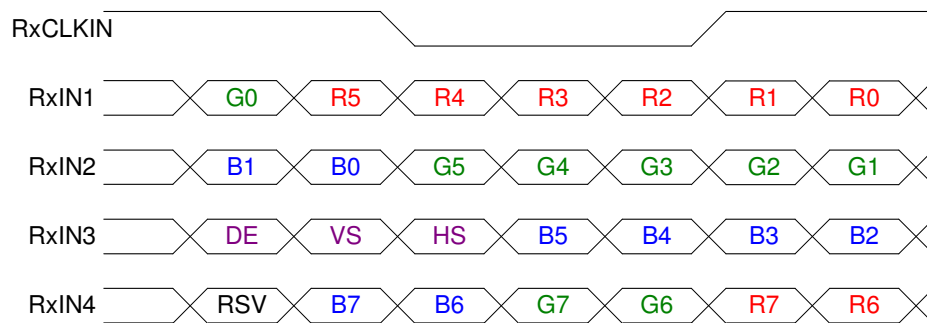 RxCLKIN
RxIN1 G0 R5 R4 R3 R2 R1 R0
RxIN2 B1 B0 G5 G4 G3 G2 G1
RxIN3 DE VS HS B5 B4 B3 B2
RxIN4 RSV B7 B6 G7 G6 R7 R6